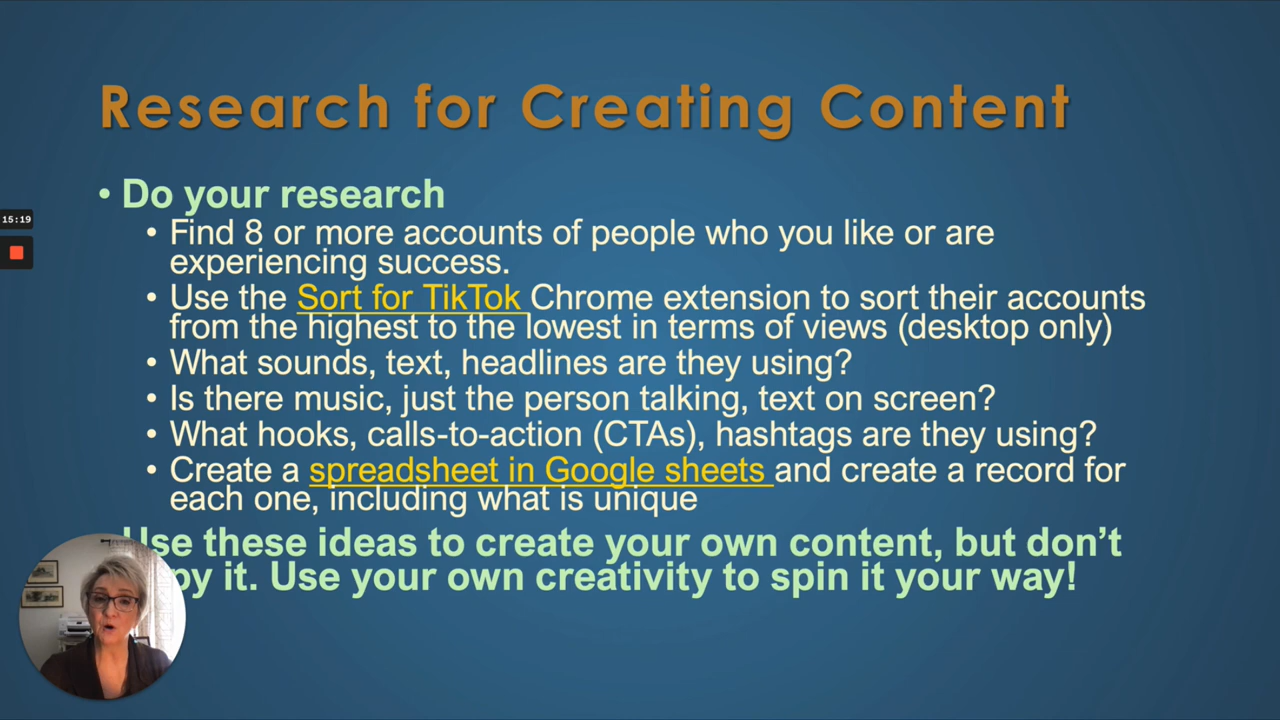 Research for Creating Content
• Do your research
• Find 8 or more accounts of people who you like or are
experiencing success.
15:19
• Use the Sort for TikTok Chrome extension to sort their accounts
from the highest to the lowest in terms of views (desktop only)
• What sounds, text, headlines are they using?
• Is there music, just the person talking, text on screen?
• What hooks, calls-to-action (CTAs), hashtags are they using?
• Create a spreadsheet in Google sheets and create a record for
each one, including what is unique
Use these ideas to create your own content, but don’t
py it. Use your own creativity to spin it your way!